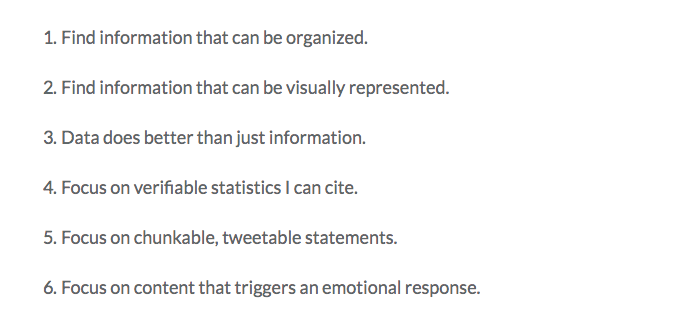 1. Find information that can be organized.
2. Find information that can be visually represented.
3. Data does better than just information.
4. Focus on verifiable statistics I can cite.
5. Focus on chunkable, tweetable statements.
6. Focus on content that triggers an emotional response.